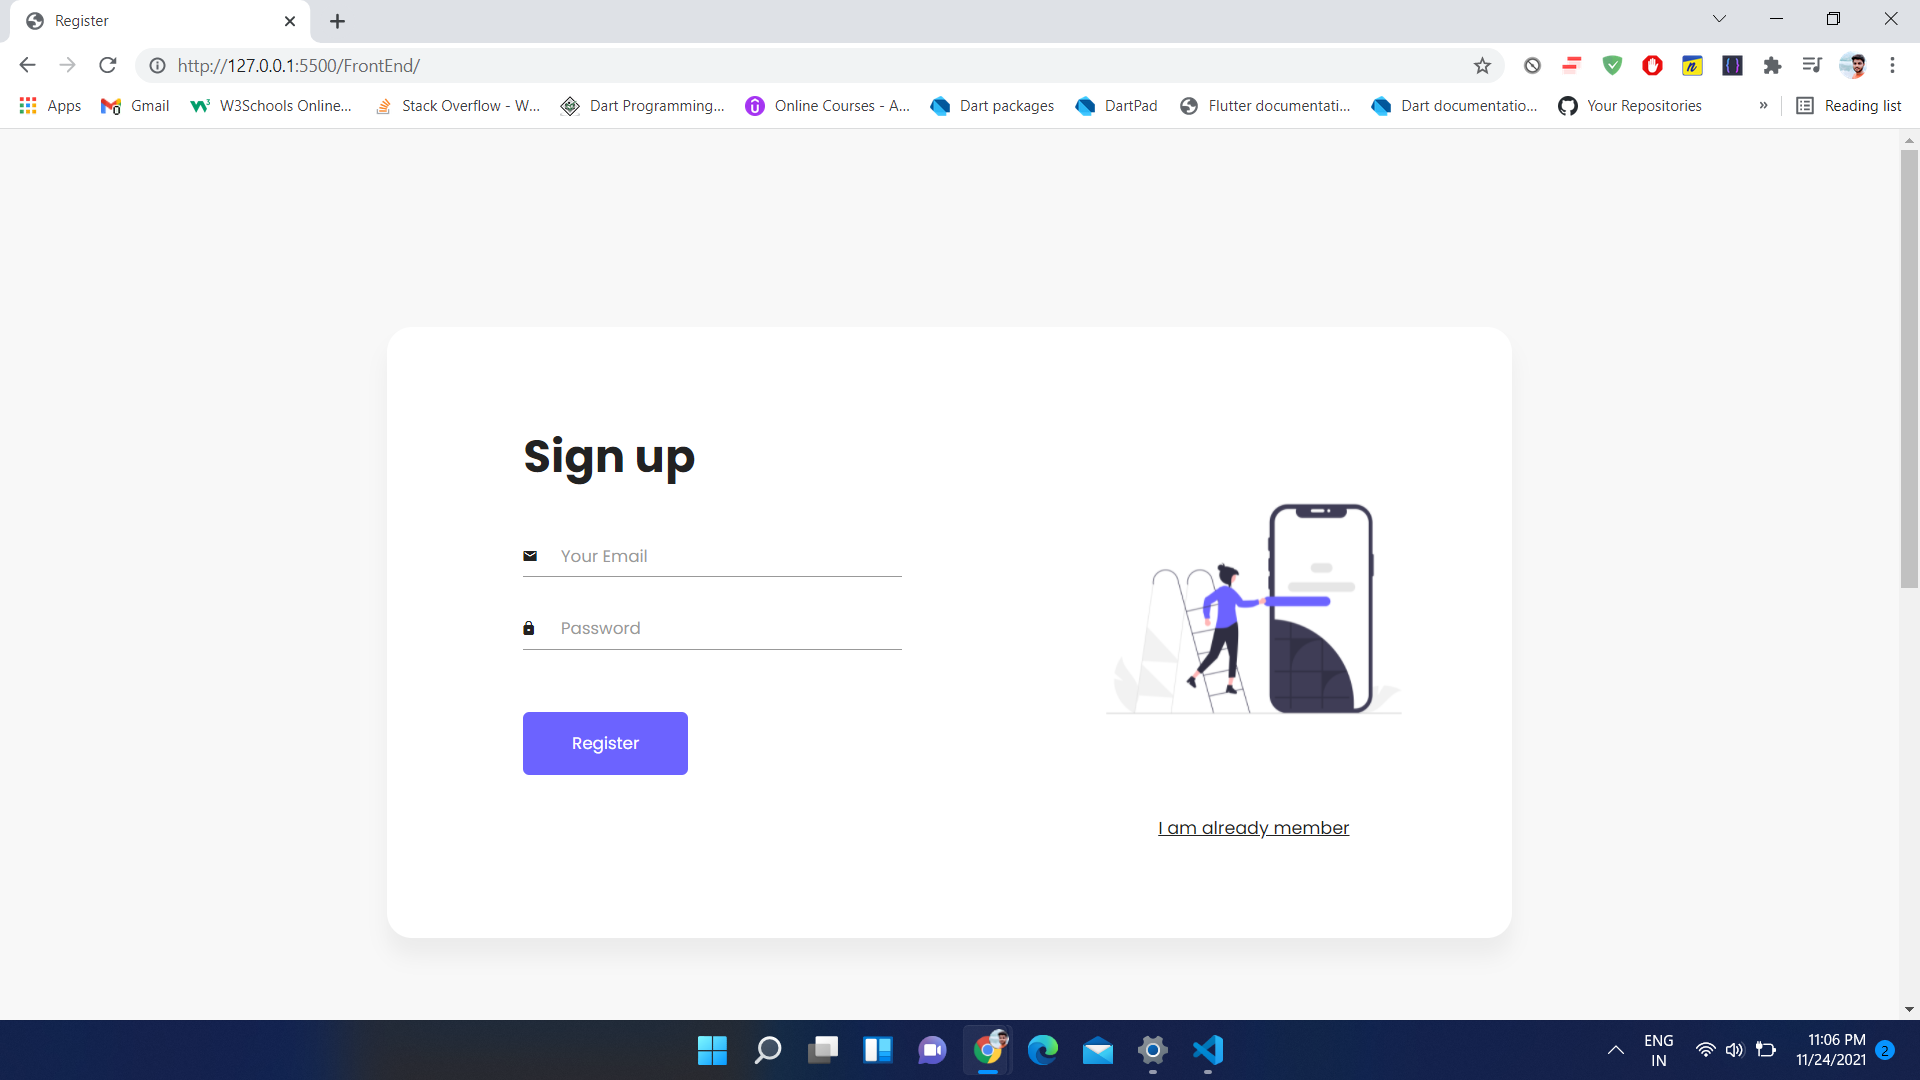 Register
http://127.0.0.1:5500/FrontEnd/
Apps Gmail W3Schools Online... Stack Overflow - W... Dart Programming... Online Courses - A... Dart packages DartPad Flutter documentati... Dart documentatio... Your Repositories » Reading list
Sign up
Your Email
Password
Register
I am already member
ENG
IN
11:06 PM
11/24/2021
2